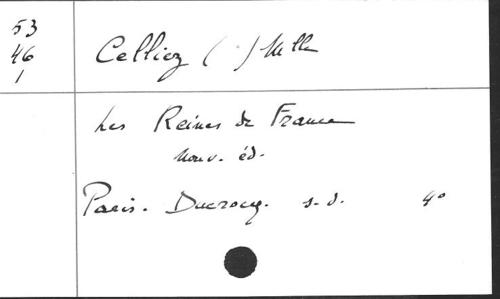 53
46
1
Celliez ( ) Mlle
Les Reines de France
Nouv. éd.
Paris. Ducrocq. s.d. 4°